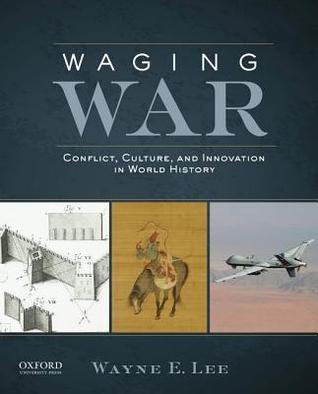 WAGING
WAR
CONFLICT, CULTURE, AND INNOVATION
IN WORLD HISTORY
OXFORD
UNIVERSITY PRESS
WAYNE E. LEE